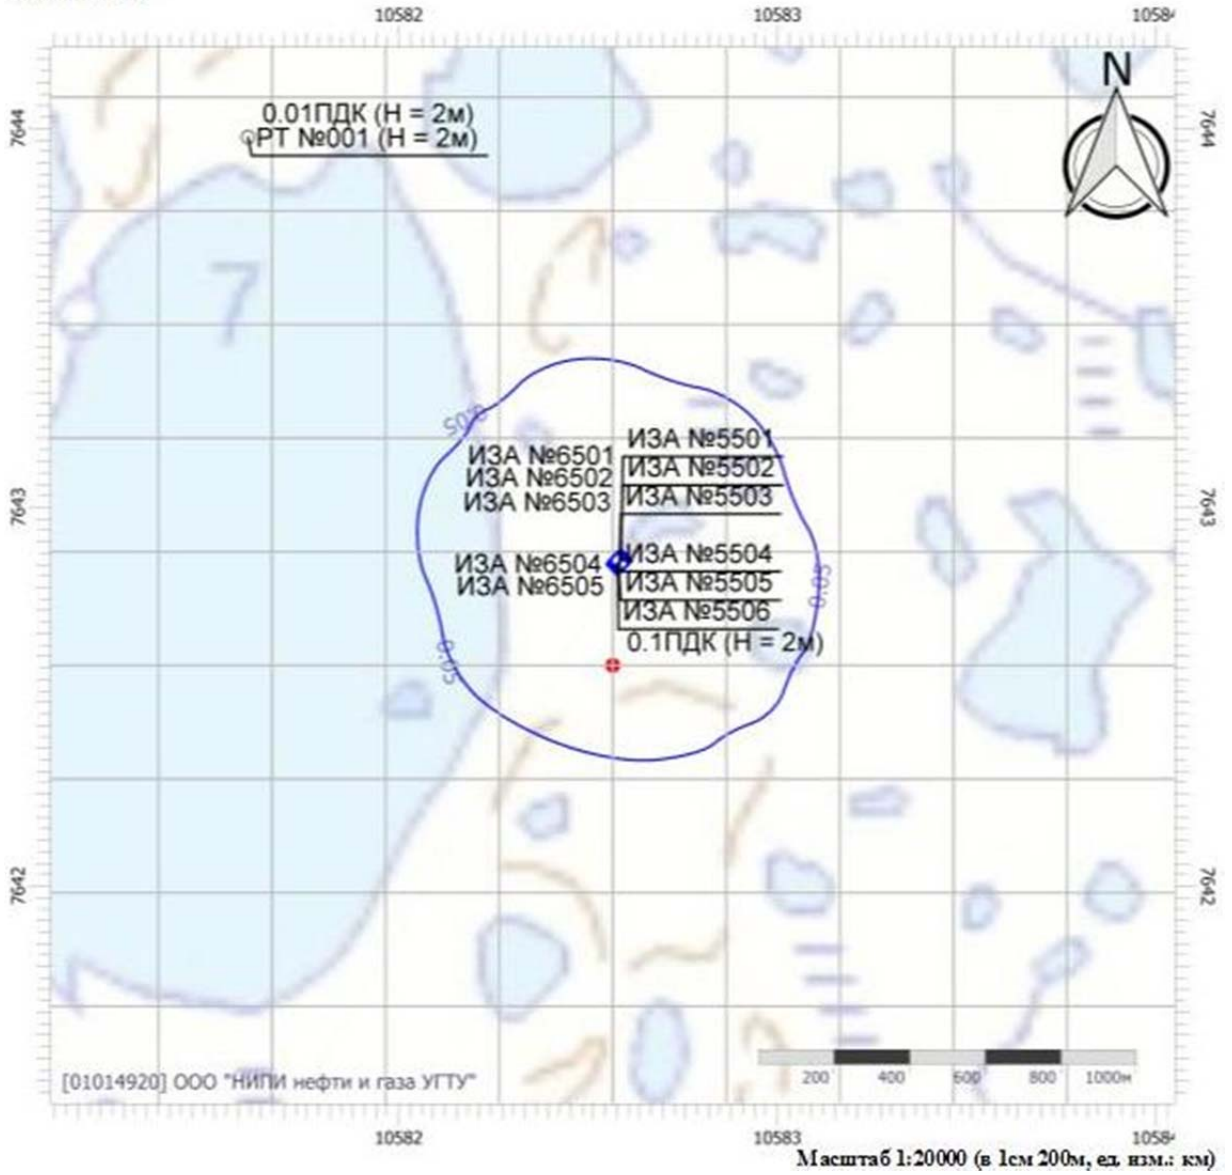 10582 10583 1058
7644 7644
N
0.01ПДК (Н = 2м)
РТ №001 (Н = 2м)
7
0.05
ИЗА №5501
ИЗА №6501
ИЗА №5502
ИЗА №6502
ИЗА №5503
ИЗА №6503
7643 7643
ИЗА №5504
ИЗА №6504
ИЗА №5505
ИЗА №6505
0.05
ИЗА №5506
0.1ПДК (Н = 2м)
0.05
7642 7642
200 400 600 800 1000м
[01014920] ООО "НИПИ нефти и газа УГТУ"
10582 10583 1058
Масштаб 1:20000 (в 1см 200м, ед. изм.: км)